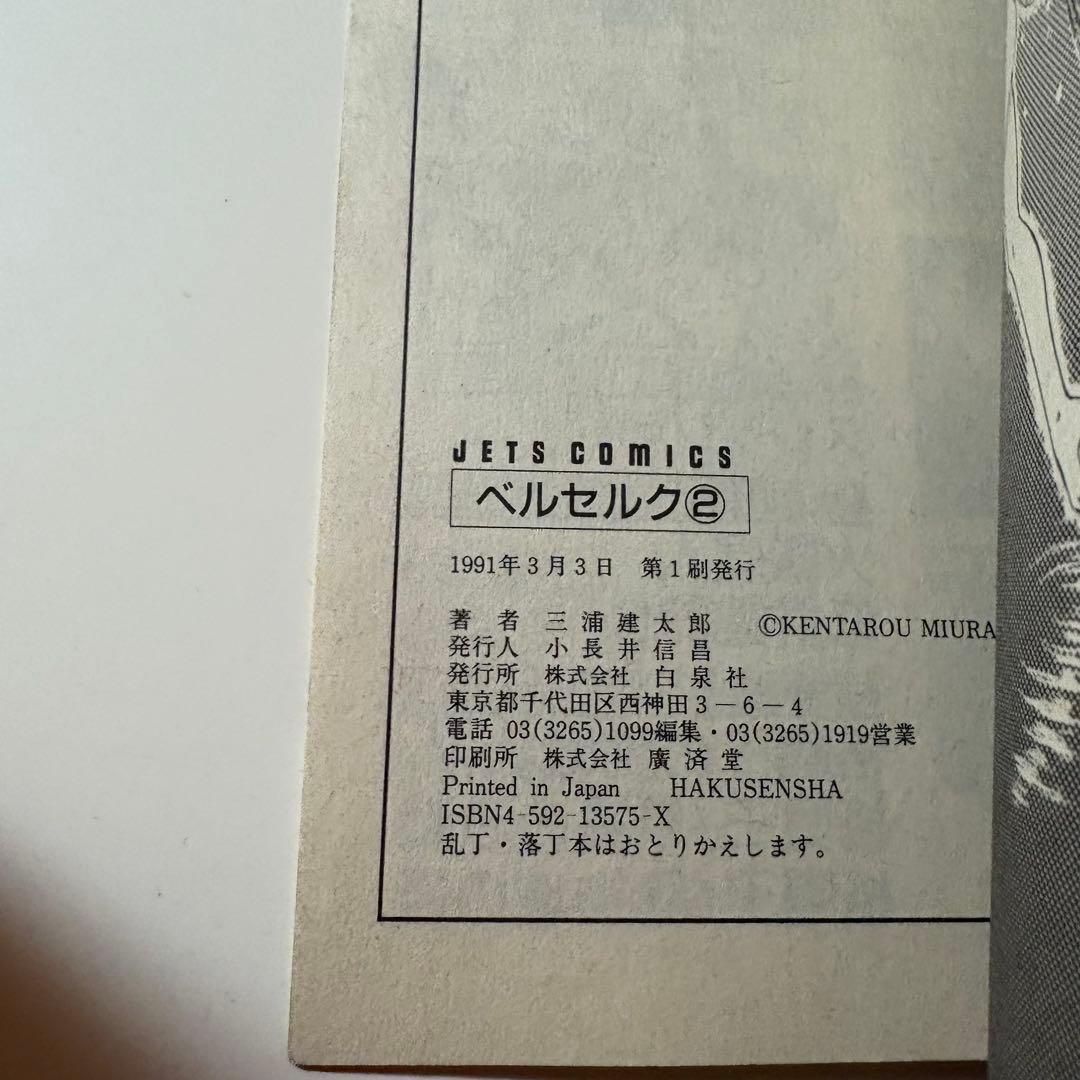 JETS COMICS
ベルセルク②
1991年3月3日 第1刷発行
著者 三浦建太郎 ©KENTAROU MIURA
発行人 小長井信昌
発行所 株式会社 白泉社
東京都千代田区西神田3-6-4
電話 03(3265)1099編集・03(3265)1919営業
印刷所 株式会社 廣済堂
Printed in Japan HAKUSENSHA
ISBN4-592-13575-X
乱丁・落丁本はおとりかえします。